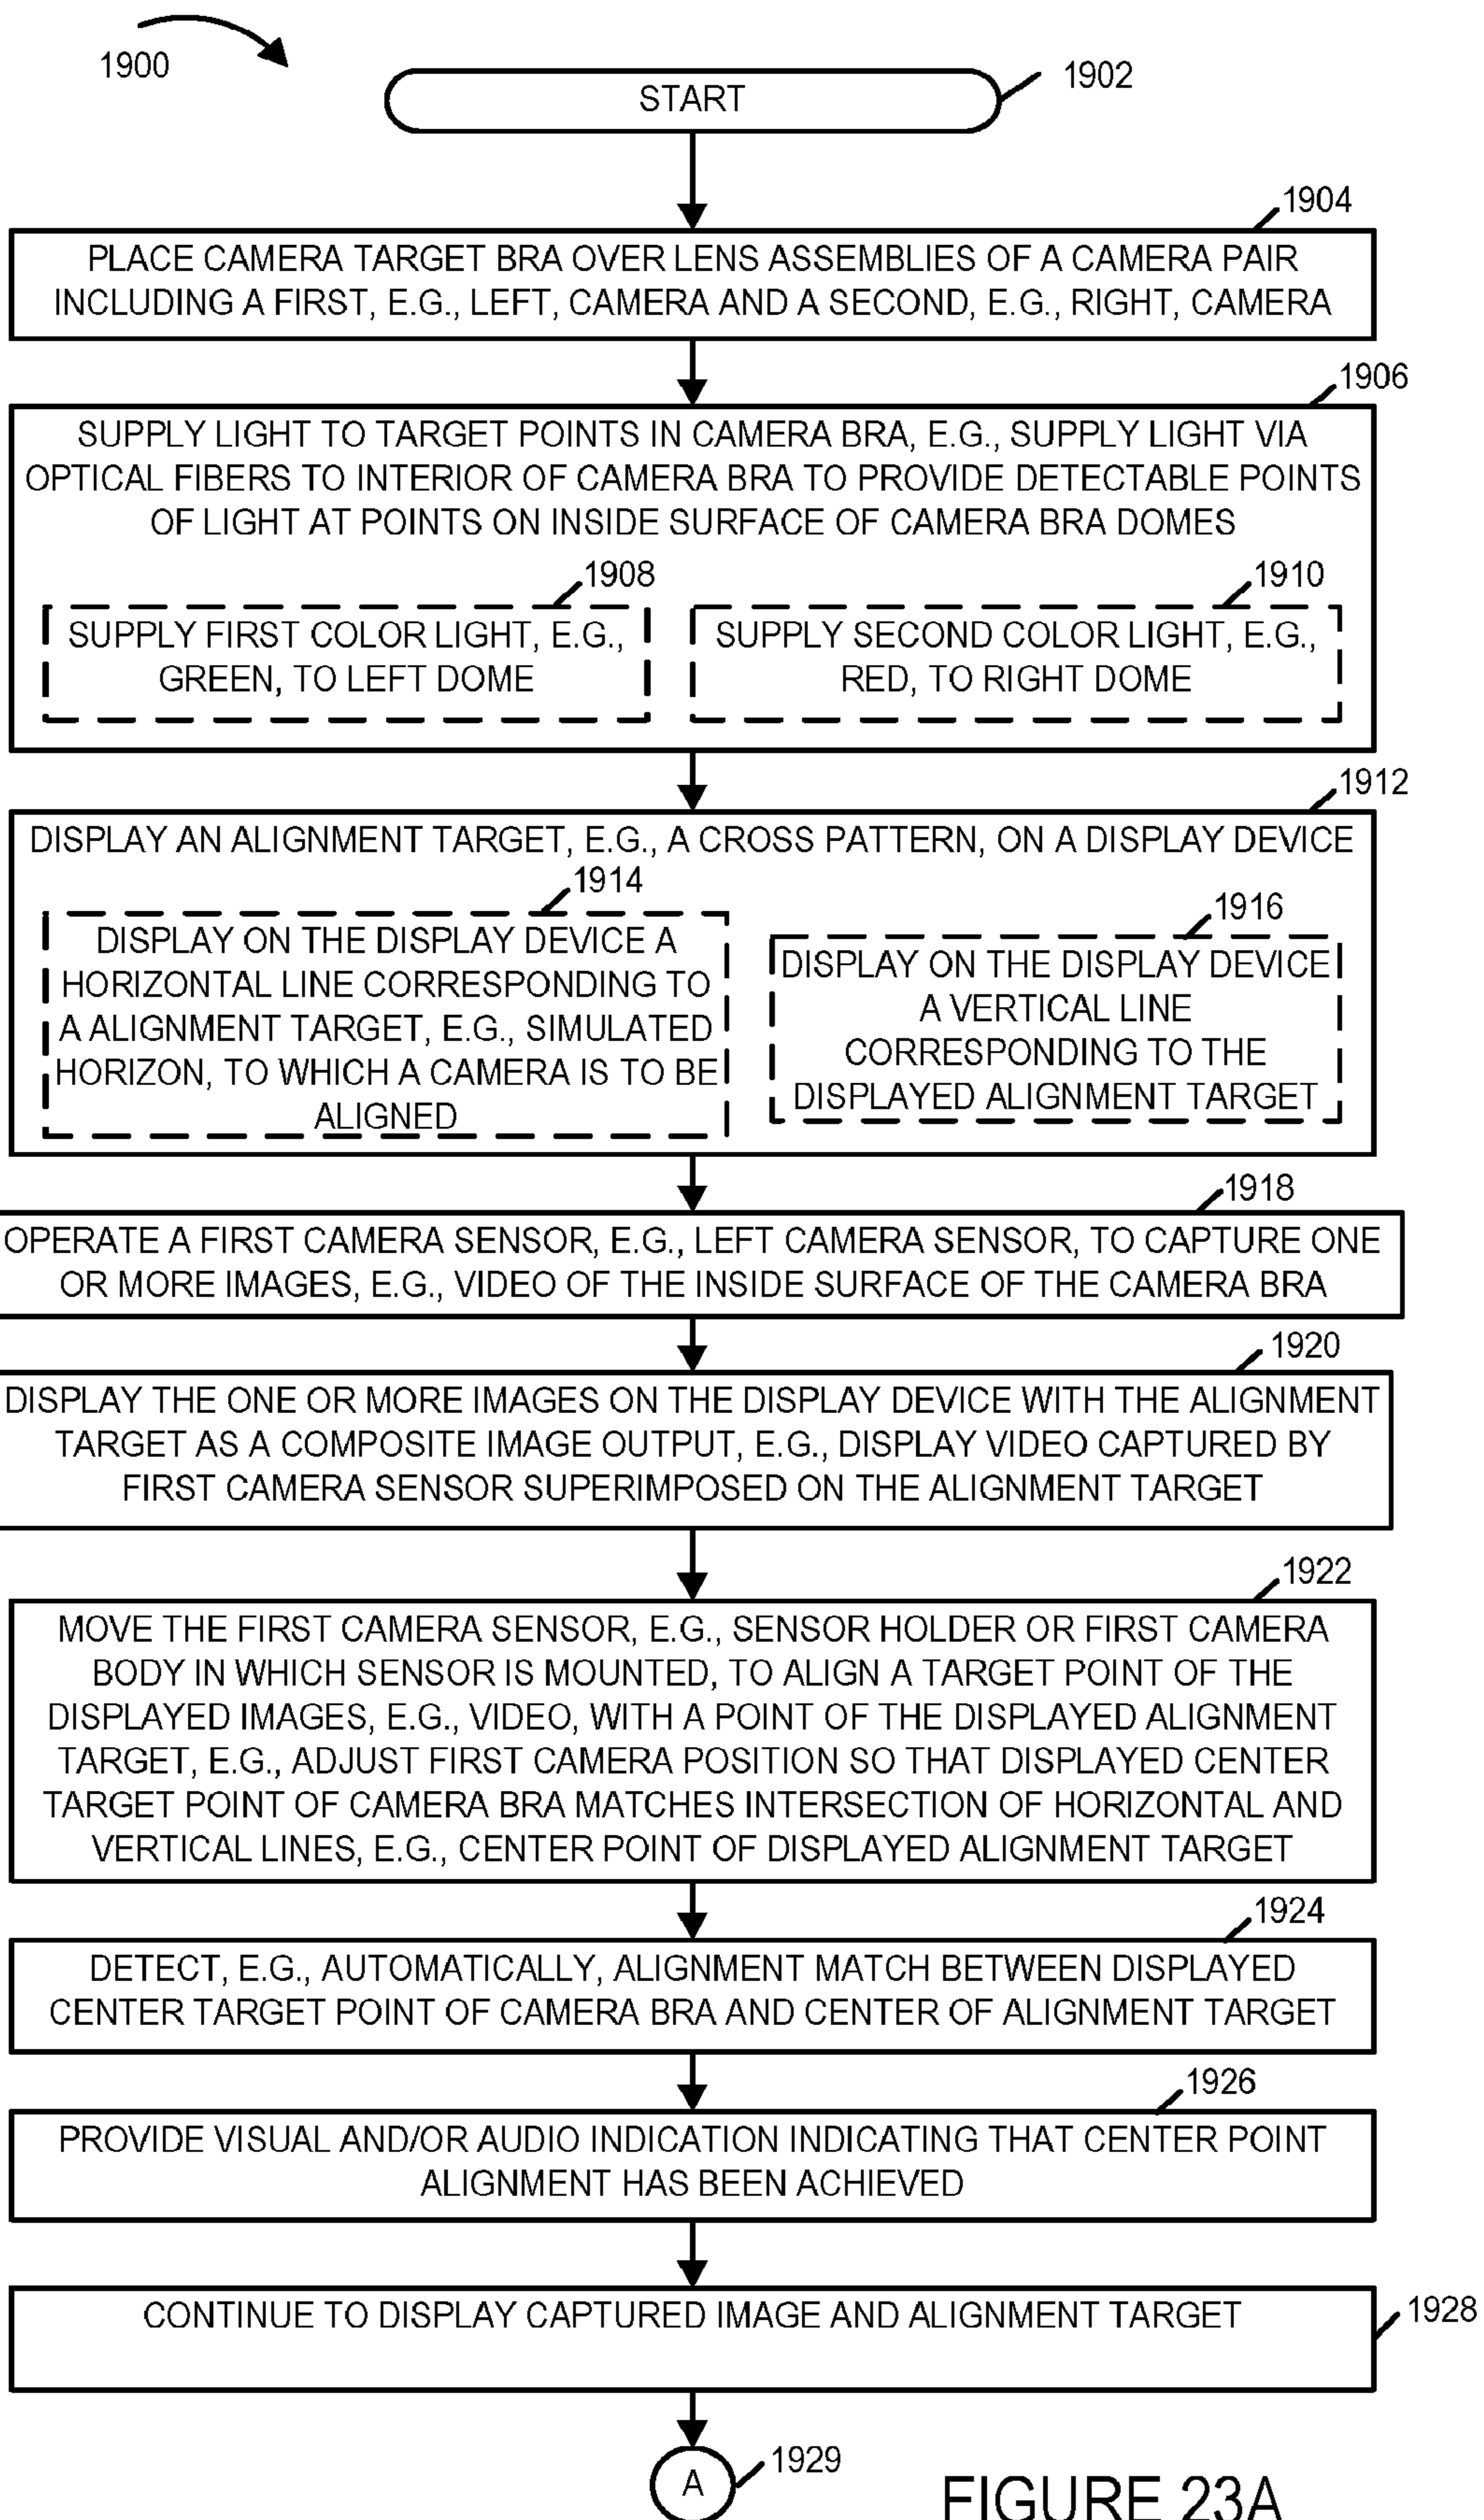 1900
START
1902
1904
PLACE CAMERA TARGET BRA OVER LENS ASSEMBLIES OF A CAMERA PAIR
INCLUDING A FIRST, E.G., LEFT, CAMERA AND A SECOND, E.G., RIGHT, CAMERA
1906
SUPPLY LIGHT TO TARGET POINTS IN CAMERA BRA, E.G., SUPPLY LIGHT VIA
OPTICAL FIBERS TO INTERIOR OF CAMERA BRA TO PROVIDE DETECTABLE POINTS
OF LIGHT AT POINTS ON INSIDE SURFACE OF CAMERA BRA DOMES
1908
SUPPLY FIRST COLOR LIGHT, E.G.,
GREEN, TO LEFT DOME
1910
SUPPLY SECOND COLOR LIGHT, E.G.,
RED, TO RIGHT DOME
1912
DISPLAY AN ALIGNMENT TARGET, E.G., A CROSS PATTERN, ON A DISPLAY DEVICE
1914
DISPLAY ON THE DISPLAY DEVICE A
HORIZONTAL LINE CORRESPONDING TO
A ALIGNMENT TARGET, E.G., SIMULATED
HORIZON, TO WHICH A CAMERA IS TO BE
ALIGNED
1916
DISPLAY ON THE DISPLAY DEVICE
A VERTICAL LINE
CORRESPONDING TO THE
DISPLAYED ALIGNMENT TARGET
1918
OPERATE A FIRST CAMERA SENSOR, E.G., LEFT CAMERA SENSOR, TO CAPTURE ONE
OR MORE IMAGES, E.G., VIDEO OF THE INSIDE SURFACE OF THE CAMERA BRA
1920
DISPLAY THE ONE OR MORE IMAGES ON THE DISPLAY DEVICE WITH THE ALIGNMENT
TARGET AS A COMPOSITE IMAGE OUTPUT, E.G., DISPLAY VIDEO CAPTURED BY
FIRST CAMERA SENSOR SUPERIMPOSED ON THE ALIGNMENT TARGET
1922
MOVE THE FIRST CAMERA SENSOR, E.G., SENSOR HOLDER OR FIRST CAMERA
BODY IN WHICH SENSOR IS MOUNTED, TO ALIGN A TARGET POINT OF THE
DISPLAYED IMAGES, E.G., VIDEO, WITH A POINT OF THE DISPLAYED ALIGNMENT
TARGET, E.G., ADJUST FIRST CAMERA POSITION SO THAT DISPLAYED CENTER
TARGET POINT OF CAMERA BRA MATCHES INTERSECTION OF HORIZONTAL AND
VERTICAL LINES, E.G., CENTER POINT OF DISPLAYED ALIGNMENT TARGET
1924
DETECT, E.G., AUTOMATICALLY, ALIGNMENT MATCH BETWEEN DISPLAYED
CENTER TARGET POINT OF CAMERA BRA AND CENTER OF ALIGNMENT TARGET
1926
PROVIDE VISUAL AND/OR AUDIO INDICATION INDICATING THAT CENTER POINT
ALIGNMENT HAS BEEN ACHIEVED
CONTINUE TO DISPLAY CAPTURED IMAGE AND ALIGNMENT TARGET
1928
A
1929
FIGURE 23A